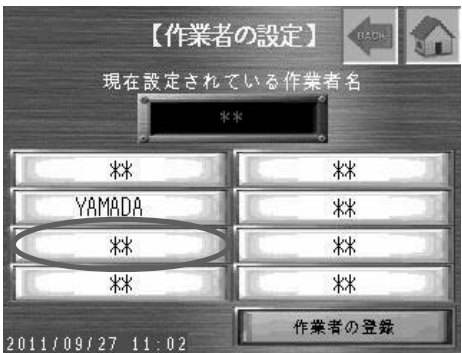 【作業者の設定】
BACK
現在設定されている作業者名
**
** **
YAMADA **
** **
** **
作業者の登録
2011/09/27 11:02